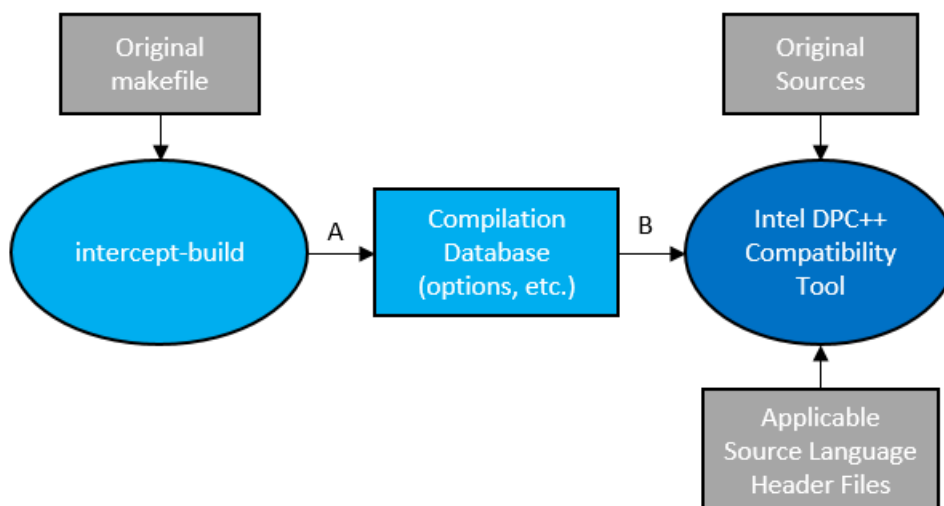 Original
makefile
Original
Sources
intercept-build
A
Compilation
Database
(options, etc.)
B
Intel DPC++
Compatibility
Tool
Applicable
Source Language
Header Files